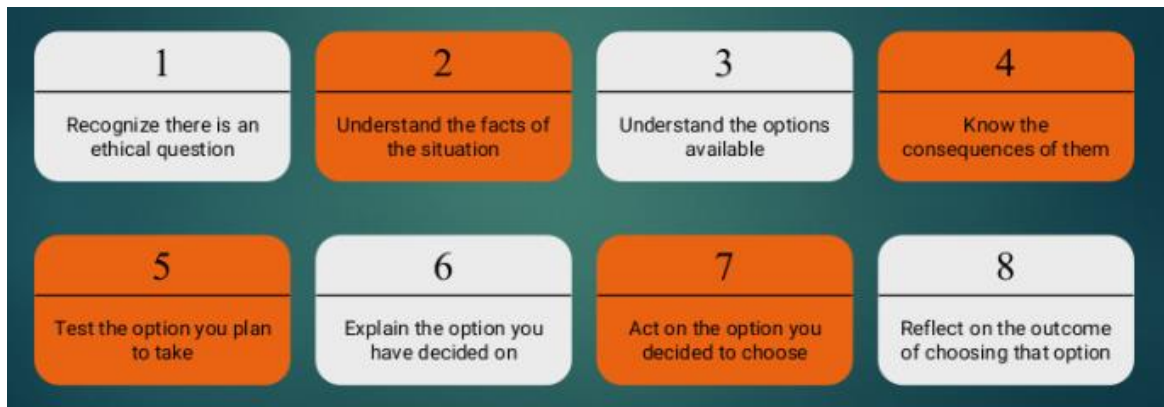 1
Recognize there is an
ethical question
2
Understand the facts of
the situation
3
Understand the options
available
4
Know the
consequences of them
5
Test the option you plan
to take
6
Explain the option you
have decided on
7
Act on the option you
decided to choose
8
Reflect on the outcome
of choosing that option